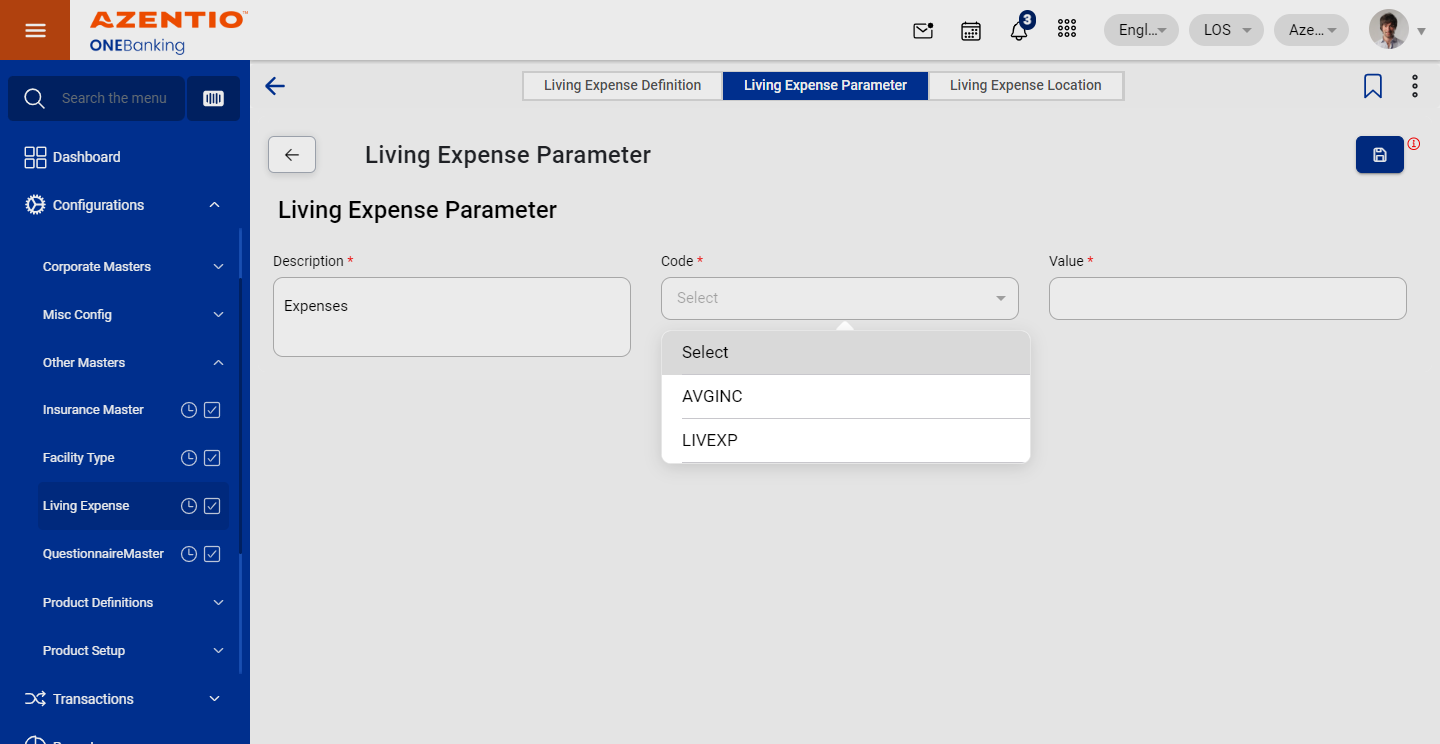 AZENTIO™
ONEBanking
3
Engl...
LOS
Aze...
Search the menu
Living Expense Definition
Living Expense Parameter
Living Expense Location
Dashboard
Configurations
Corporate Masters
Misc Config
Other Masters
Insurance Master
Facility Type
Living Expense
QuestionnaireMaster
Product Definitions
Product Setup
Transactions
Living Expense Parameter
Living Expense Parameter
Description *
Expenses
Code *
Select
Select
AVGINC
LIVEXP
Value *